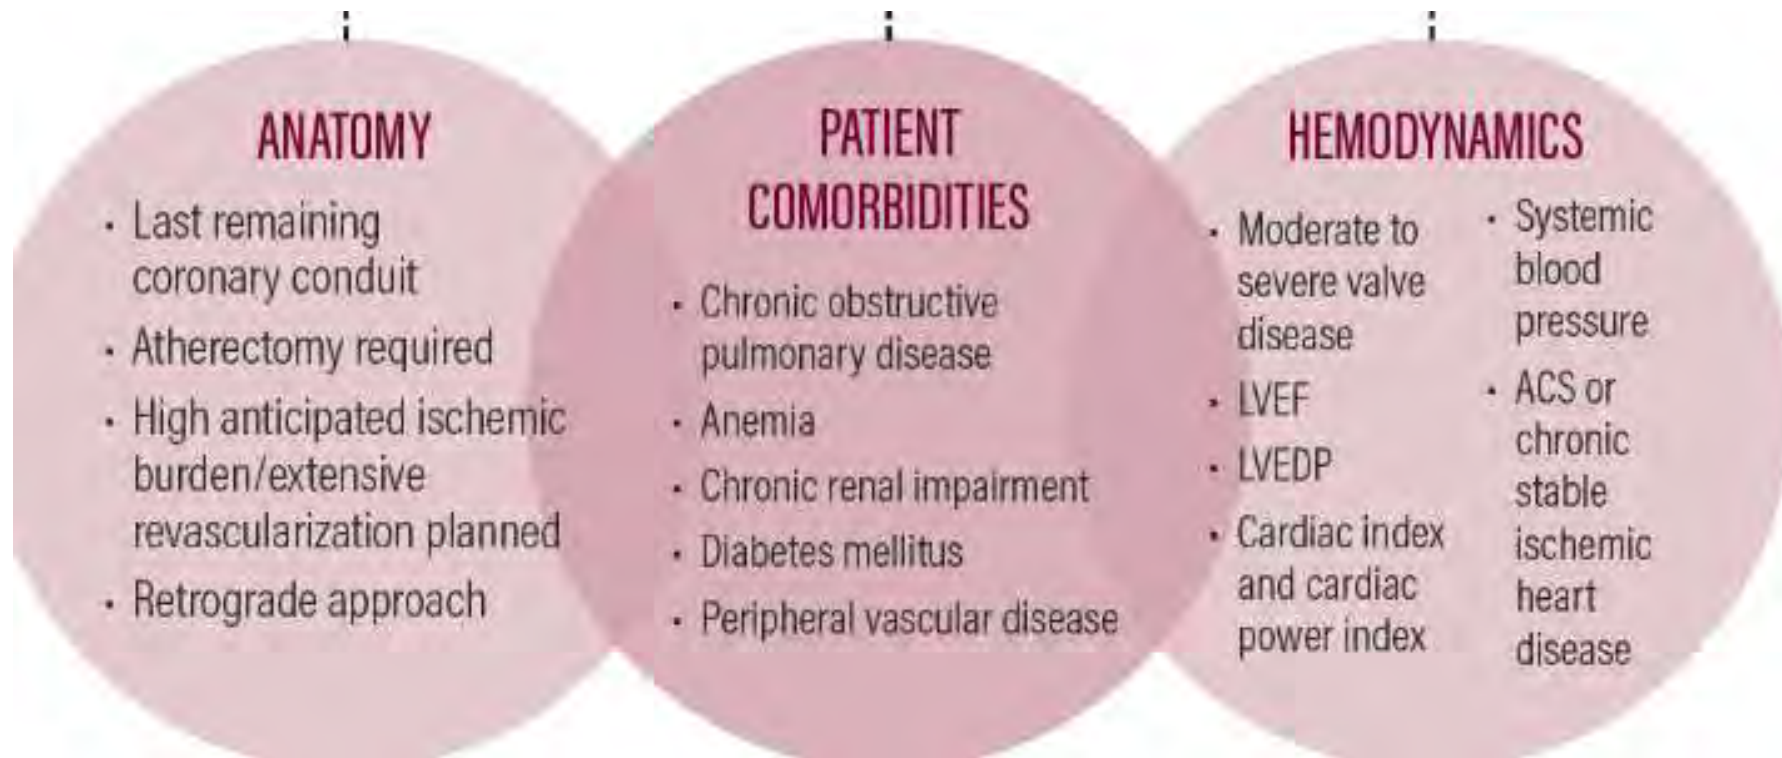 ANATOMY
· Last remaining
coronary conduit
· Atherectomy required
· High anticipated ischemic
burden/extensive
revascularization planned
· Retrograde approach
PATIENT
COMORBIDITIES
· Chronic obstructive
pulmonary disease
· Anemia
· Chronic renal impairment
· Diabetes mellitus
· Peripheral vascular disease
HEMODYNAMICS
· Moderate to
severe valve
disease
· LVEF
· LVEDP
· Cardiac index
and cardiac
power index
· Systemic
blood
pressure
· ACS or
chronic
stable
ischemic
heart
disease